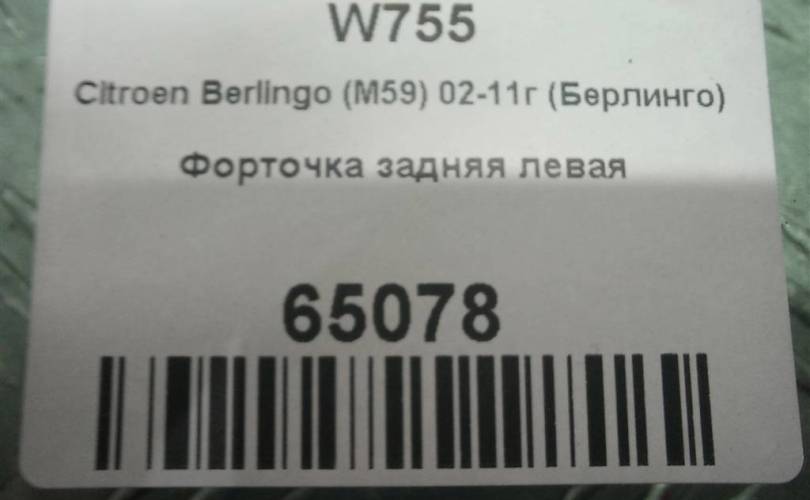 W755
Citroen Berlingo (M59) 02-11г (Берлинго)
Форточка задняя левая
65078